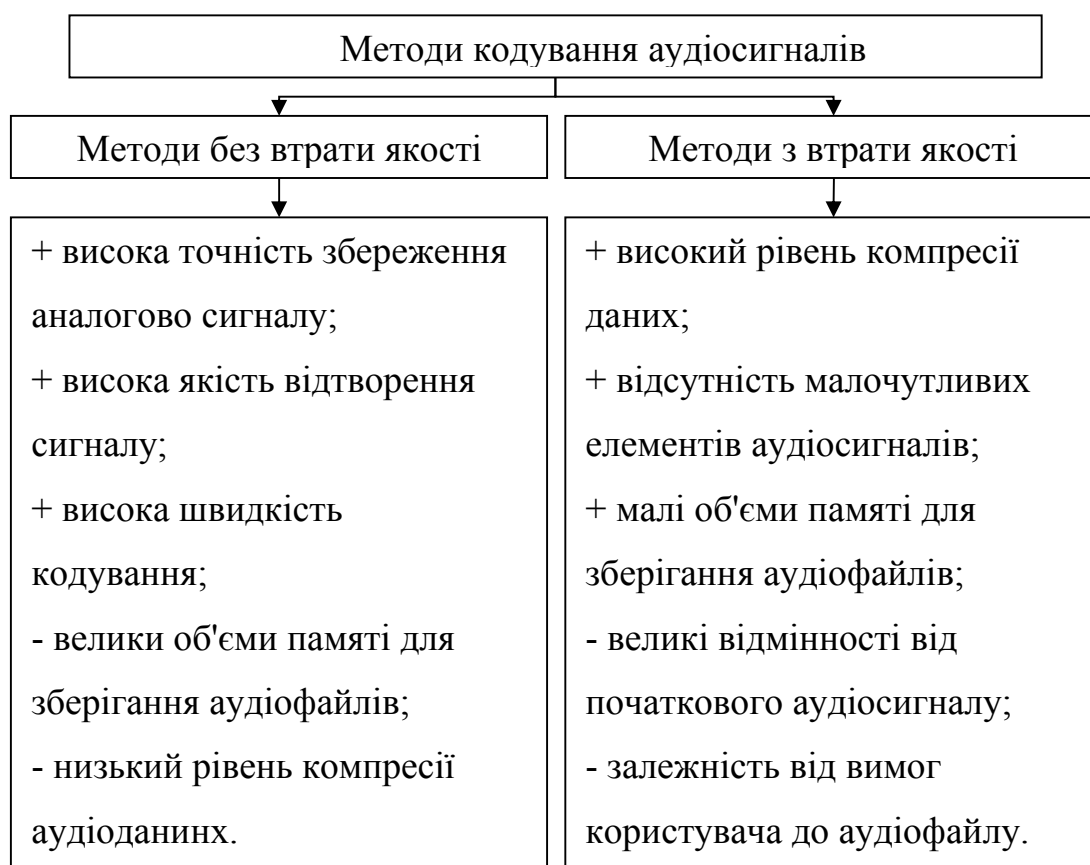 Методи кодування аудіосигналів
Методи без втрати якості
Методи з втрати якості
+ висока точність збереження
аналогово сигналу;
+ висока якість відтворення
сигналу;
+ висока швидкість
кодування;
- велики об'єми памяті для
зберігання аудіофайлів;
- низький рівень компресії
аудіоданинх.
+ високий рівень компресії
даних;
+ відсутність малочутливих
елементів аудіосигналів;
+ малі об'єми памяті для
зберігання аудіофайлів;
- великі відмінності від
початкового аудіосигналу;
- залежність від вимог
користувача до аудіофайлу.